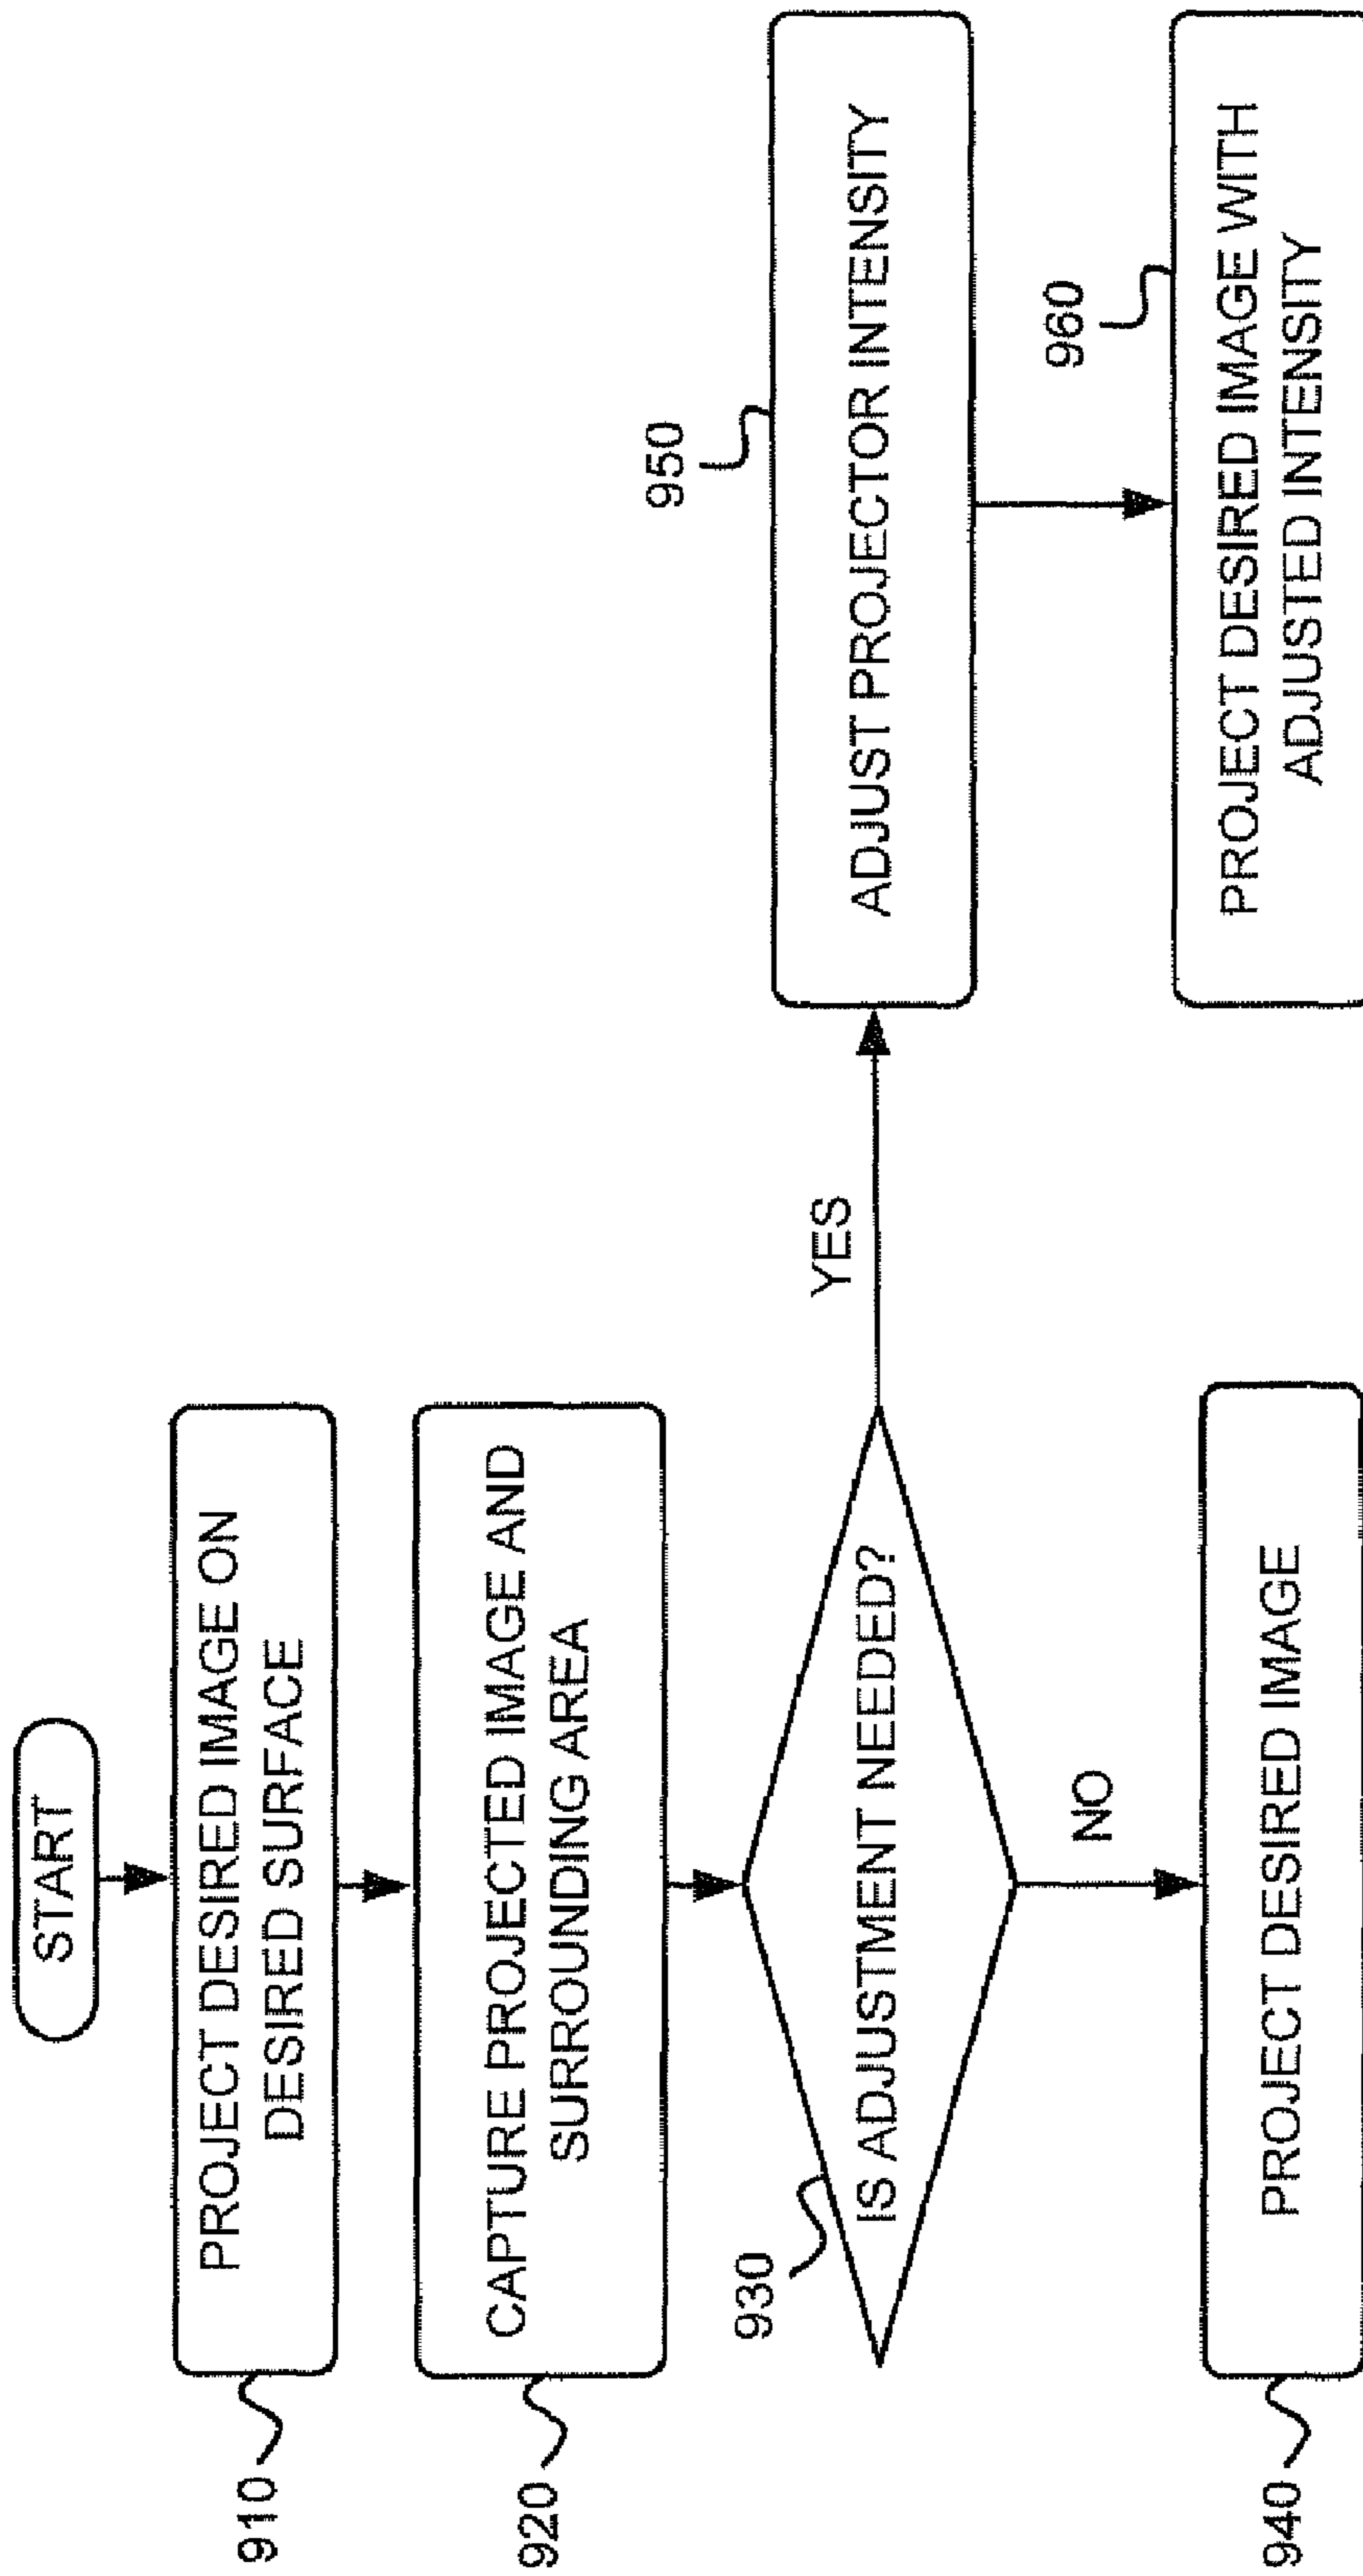 START
910
PROJECT DESIRED IMAGE ON
DESIRED SURFACE
920
CAPTURE PROJECTED IMAGE AND
SURROUNDING AREA
930
IS ADJUSTMENT NEEDED?
YES
NO
940
PROJECT DESIRED IMAGE
950
ADJUST PROJECTOR INTENSITY
960
PROJECT DESIRED IMAGE WITH
ADJUSTED INTENSITY